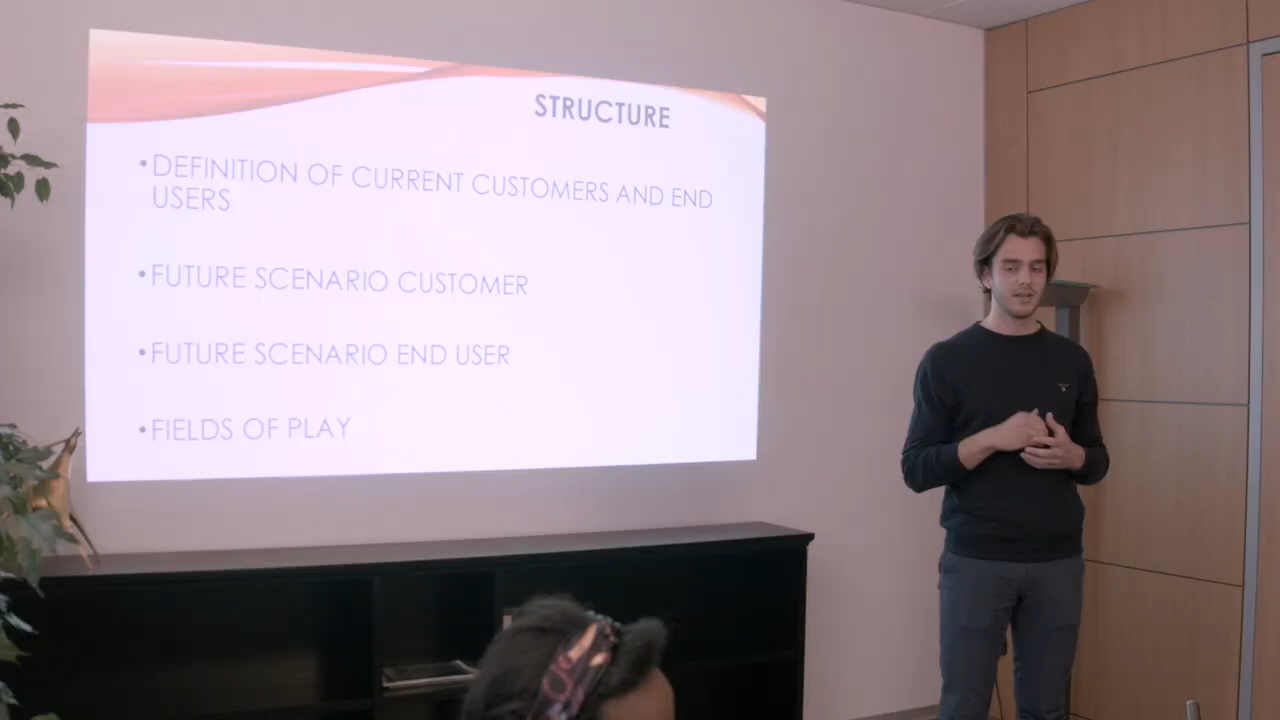 STRUCTURE
•DEFINITION OF CURRENT CUSTOMERS AND END
USERS
•FUTURE SCENARIO CUSTOMER
•FUTURE SCENARIO END USER
•FIELDS OF PLAY